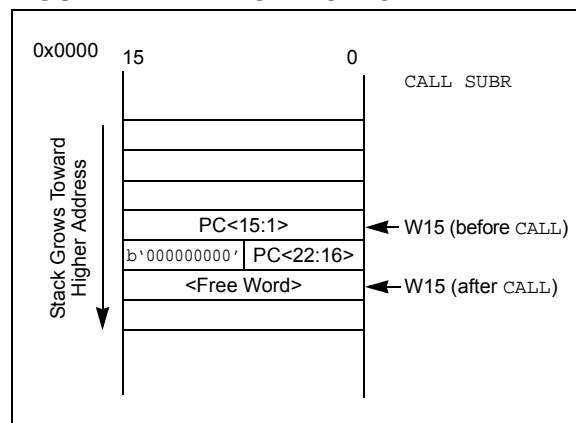 0x0000
15
0
CALL SUBR
Stack Grows Toward
Higher Address
PC<15:1>
W15 (before CALL)
b‘000000000’
PC<22:16>
<Free Word>
W15 (after CALL)